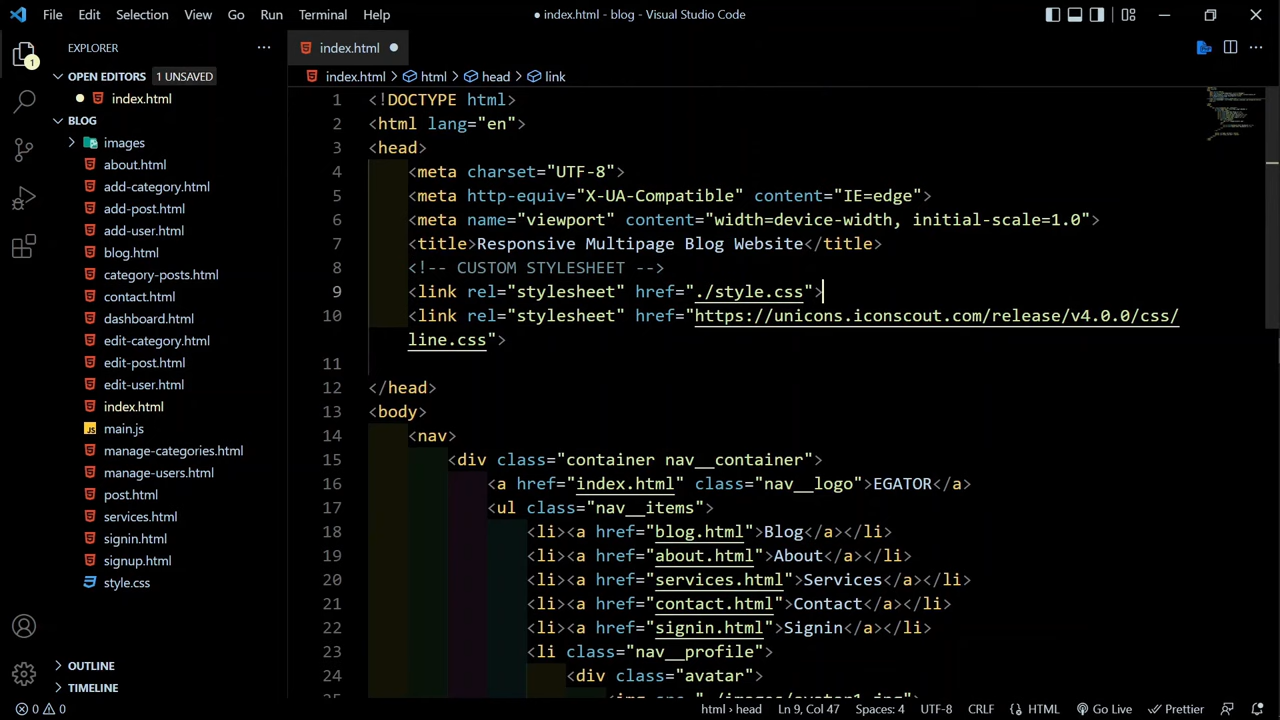 File Edit Selection View Go Run Terminal Help
● index.html - blog - Visual Studio Code
EXPLORER
1
OPEN EDITORS 1 UNSAVED
index.html
BLOG
images
about.html
add-category.html
add-post.html
add-user.html
blog.html
category-posts.html
contact.html
dashboard.html
edit-category.html
edit-post.html
edit-user.html
index.html
JS main.js
manage-categories.html
manage-users.html
post.html
services.html
signin.html
signup.html
style.css
OUTLINE
TIMELINE
index.html
index.html > html > head > link
1 <!DOCTYPE html>
2 <html lang="en">
3 <head>
4 <meta charset="UTF-8">
5 <meta http-equiv="X-UA-Compatible" content="IE=edge">
6 <meta name="viewport" content="width=device-width, initial-scale=1.0">
7 <title>Responsive Multipage Blog Website</title>
8 <!-- CUSTOM STYLESHEET -->
9 <link rel="stylesheet" href="./style.css">
10 <link rel="stylesheet" href="https://unicons.iconscout.com/release/v4.0.0/css/
line.css">
11
12 </head>
13 <body>
14 <nav>
15 <div class="container nav__container">
16 <a href="index.html" class="nav__logo">EGATOR</a>
17 <ul class="nav__items">
18 <li><a href="blog.html">Blog</a></li>
19 <li><a href="about.html">About</a></li>
20 <li><a href="services.html">Services</a></li>
21 <li><a href="contact.html">Contact</a></li>
22 <li><a href="signin.html">Signin</a></li>
23 <li class="nav__profile">
24 <div class="avatar">
25 <img src="./images/avatar1.jpg">
0 0 html › head Ln 9, Col 47 Spaces: 4 UTF-8 CRLF HTML Go Live Prettier